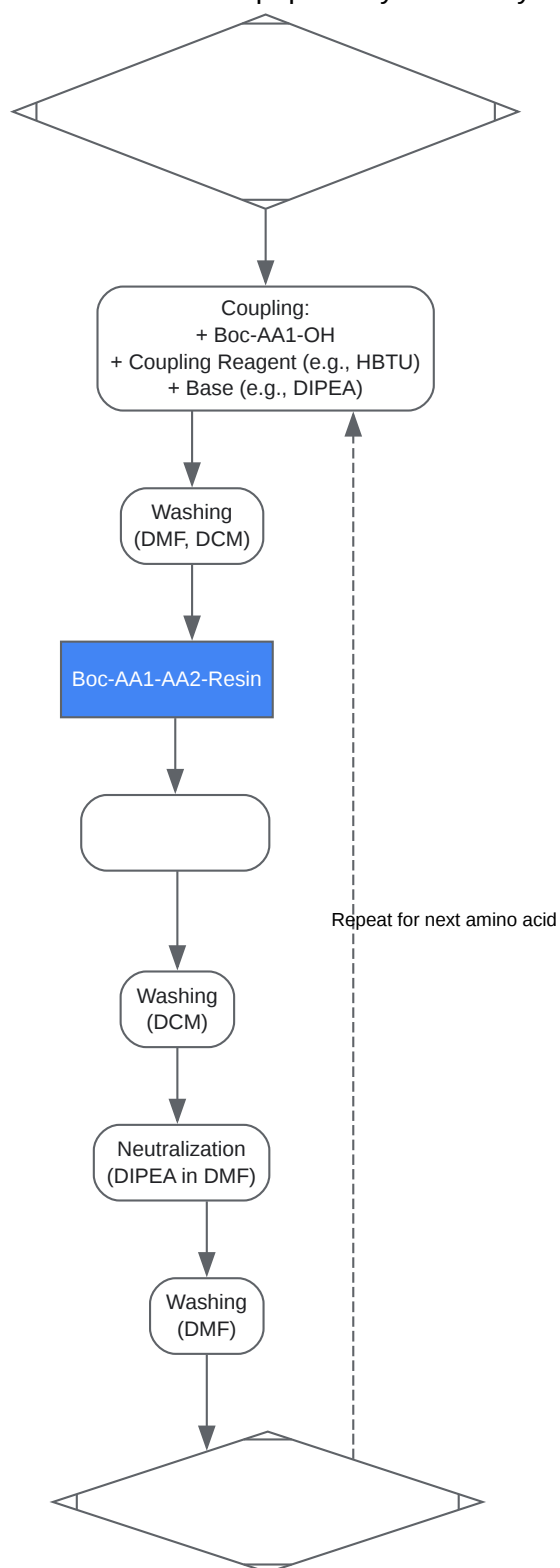 Coupling:
+ Boc-AA1-OH
+ Coupling Reagent (e.g., HBTU)
+ Base (e.g., DIPEA)
Washing
(DMF, DCM)
Boc-AA1-AA2-Resin
Repeat for next amino acid
Washing
(DCM)
Neutralization
(DIPEA in DMF)
Washing
(DMF)